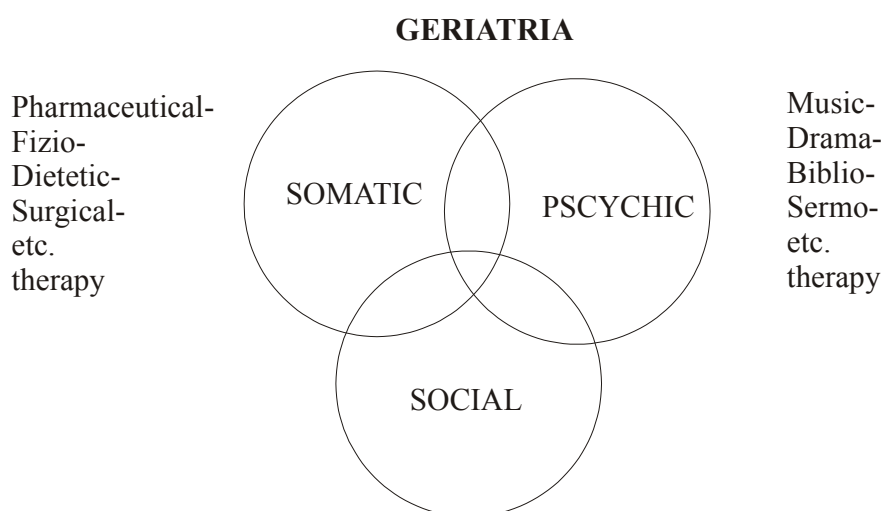 GERIATRIA
Pharmaceutical-
Fizio-
Dietetic-
Surgical-
etc.
therapy
SOMATIC
PSCYCHIC
SOCIAL
Music-
Drama-
Biblio-
Sermo-
etc.
therapy